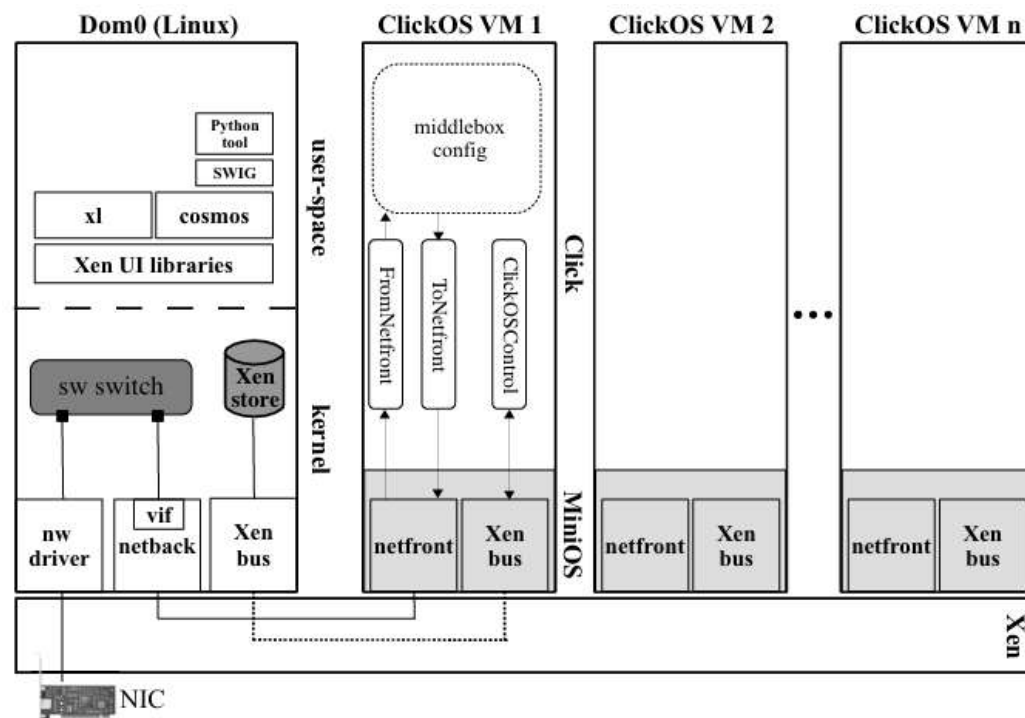 Dom0 (Linux)
ClickOS VM 1
ClickOS VM 2
ClickOS VM n
Python
tool
SWIG
xl
cosmos
Xen UI libraries
user-space
sw switch
Xen
store
kernel
nw
driver
vif
netback
Xen
bus
middlebox
config
FromNetfront
ToNetfront
ClickOSControl
Click
netfront
Xen
bus
MiniOS
netfront
Xen
bus
•••
netfront
Xen
bus
Xen
NIC